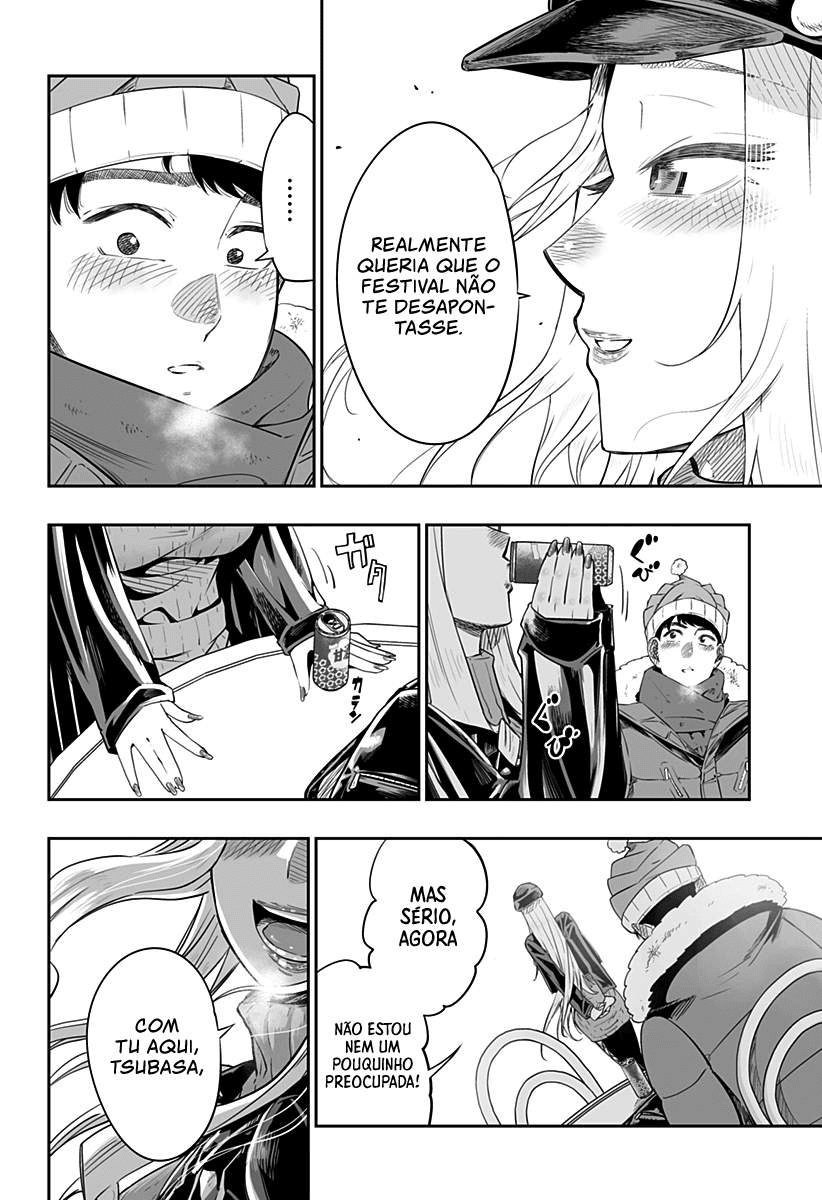 REALMENTE
QUERIA QUE O
FESTIVAL NÃO
TE DESAPON-
TASSE.
........
ぐび
ぐび
ガタ
カラン
MAS
SÉRIO,
AGORA
NÃO ESTOU
NEM UM
POUQUINHO
PREOCUPADA!
COM
TU AQUI,
TSUBASA,